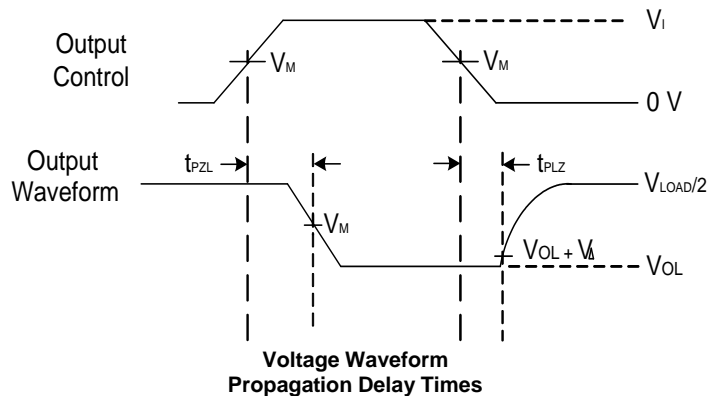 Output
Control
VM
VM
VI
0 V
Output
Waveform
tPZL
tPLZ
VM
VLOAD/2
VOL + VΔ
VOL
Voltage Waveform
Propagation Delay Times